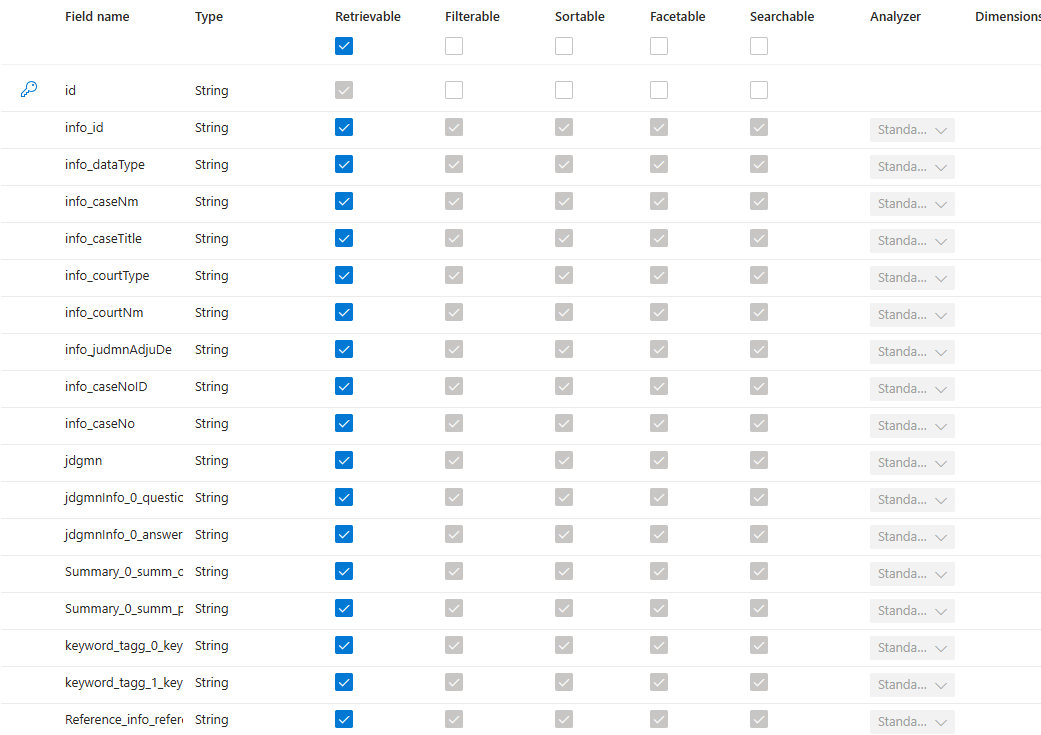 Field name Type Retrievable Filterable Sortable Facetable Searchable Analyzer Dimensions
id String
info_id String Standa...
info_dataType String Standa...
info_caseNm String Standa...
info_caseTitle String Standa...
info_courtType String Standa...
info_courtNm String Standa...
info_judmnAdjuDe String Standa...
info_caseNoID String Standa...
info_caseNo String Standa...
jdgmn String Standa...
jdgmnInfo_0_questic String Standa...
jdgmnInfo_0_answer String Standa...
Summary_0_summ_c String Standa...
Summary_0_summ_p String Standa...
keyword_tagg_0_key String Standa...
keyword_tagg_1_key String Standa...
Reference_info_refer String Standa...